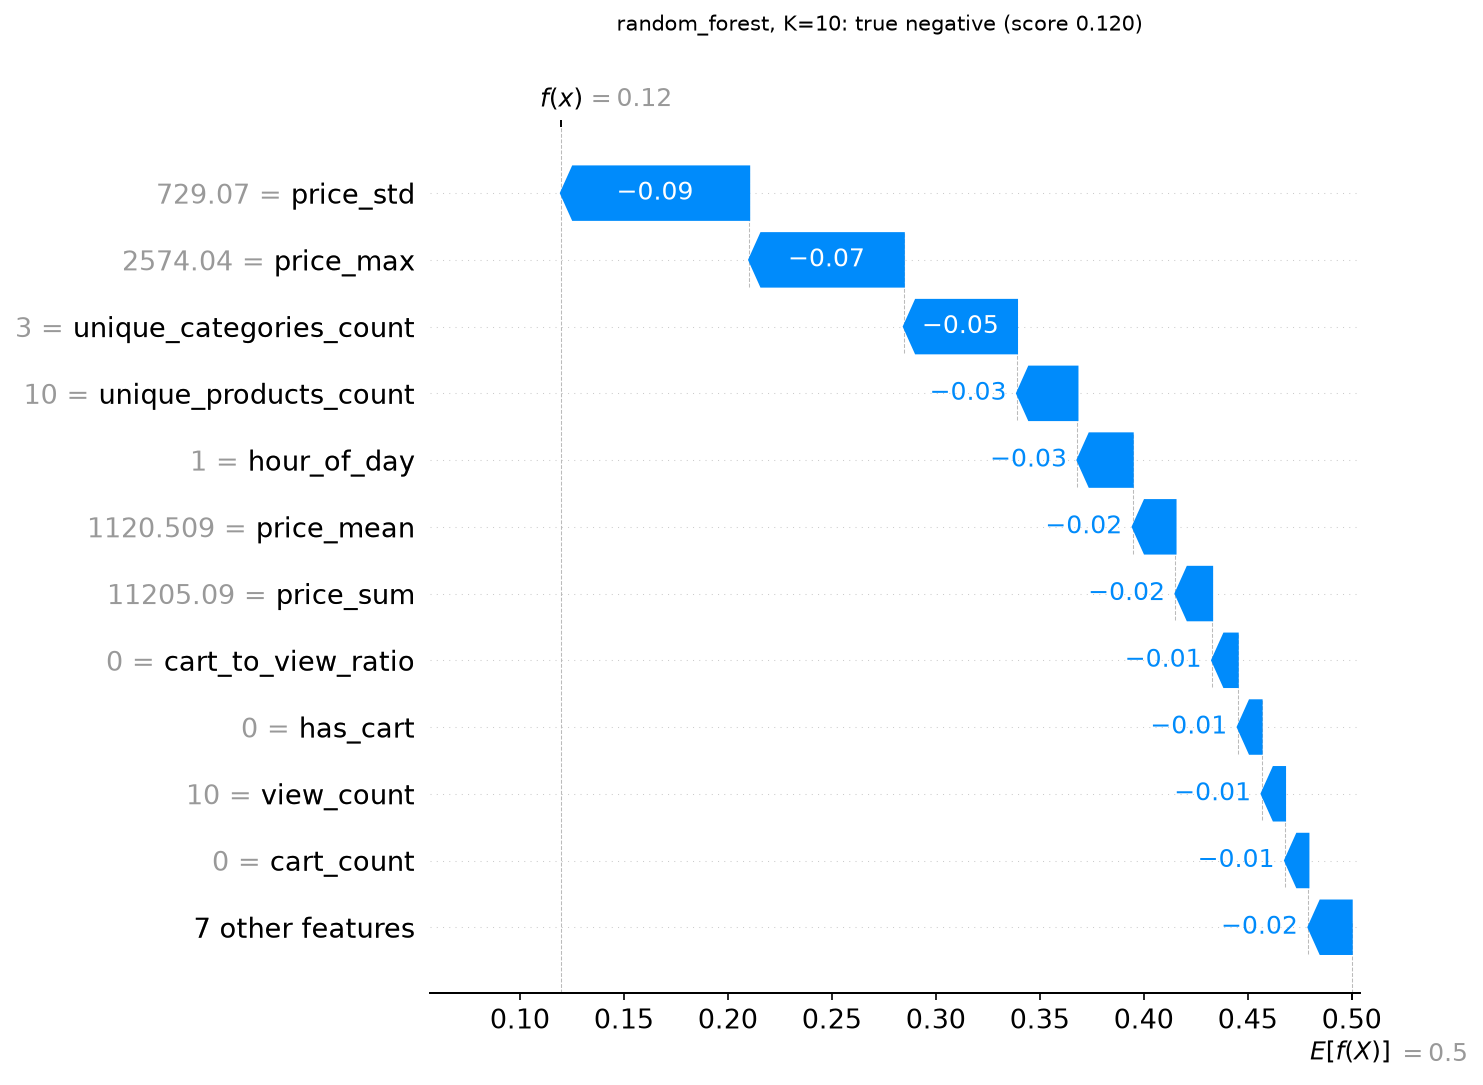 random_forest, K=10: true negative (score 0.120)
f(x) = 0.12
729.07 = price_std
−0.09
2574.04 = price_max
−0.07
3 = unique_categories_count
−0.05
10 = unique_products_count
−0.03
1 = hour_of_day
−0.03
1120.509 = price_mean
−0.02
11205.09 = price_sum
−0.02
0 = cart_to_view_ratio
−0.01
0 = has_cart
−0.01
10 = view_count
−0.01
0 = cart_count
−0.01
7 other features
−0.02
0.10 0.15 0.20 0.25 0.30 0.35 0.40 0.45 0.50
E[f(X)] = 0.5